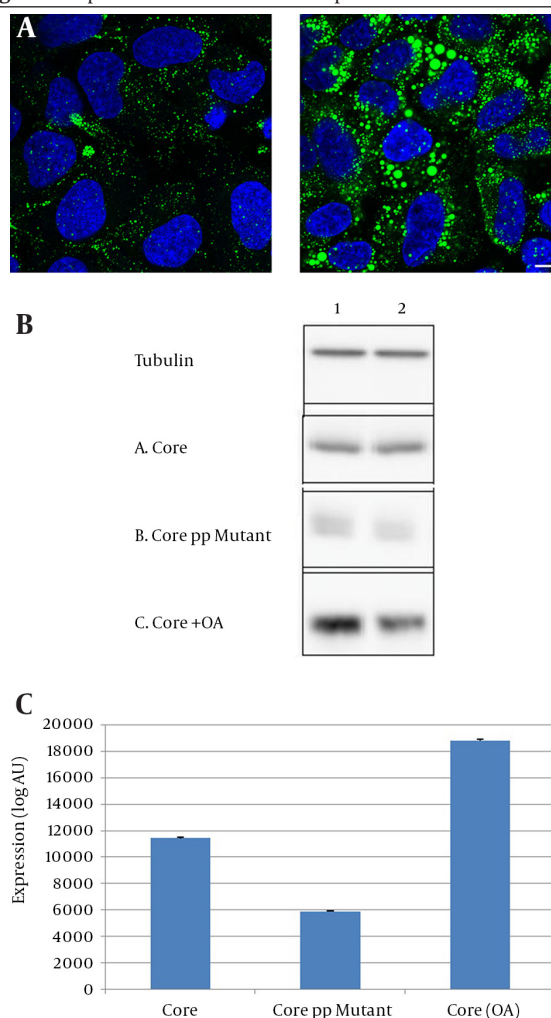 A
B
1 2
Tubulin
A. Core
B. Core pp Mutant
C. Core +OA
C
20000
18000
16000
14000
12000
10000
8000
6000
4000
2000
0
Expression (log AU)
Core Core pp Mutant Core (OA)